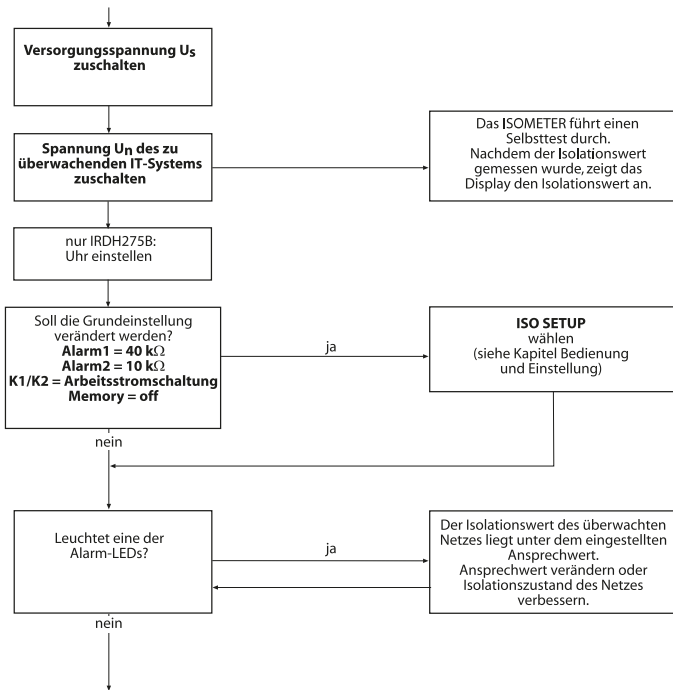 Versorgungsspannung Us
zuschalten
Spannung Un des zu
überwachenden IT-Systems
zuschalten
Das ISOMETER führt einen
Selbsttest durch.
Nachdem der Isolationswert
gemessen wurde, zeigt das
Display den Isolationswert an.
nur IRDH275B:
Uhr einstellen
Soll die Grundeinstellung
verändert werden?
Alarm1 = 40 kΩ
Alarm2 = 10 kΩ
K1/K2 = Arbeitsstromschaltung
Memory = off
ja
ISO SETUP
wählen
(siehe Kapitel Bedienung
und Einstellung)
nein
Leuchtet eine der
Alarm-LEDs?
ja
Der Isolationswert des überwachten
Netzes liegt unter dem eingestellten
Ansprechwert.
Ansprechwert verändern oder
Isolationszustand des Netzes
verbessern.
nein